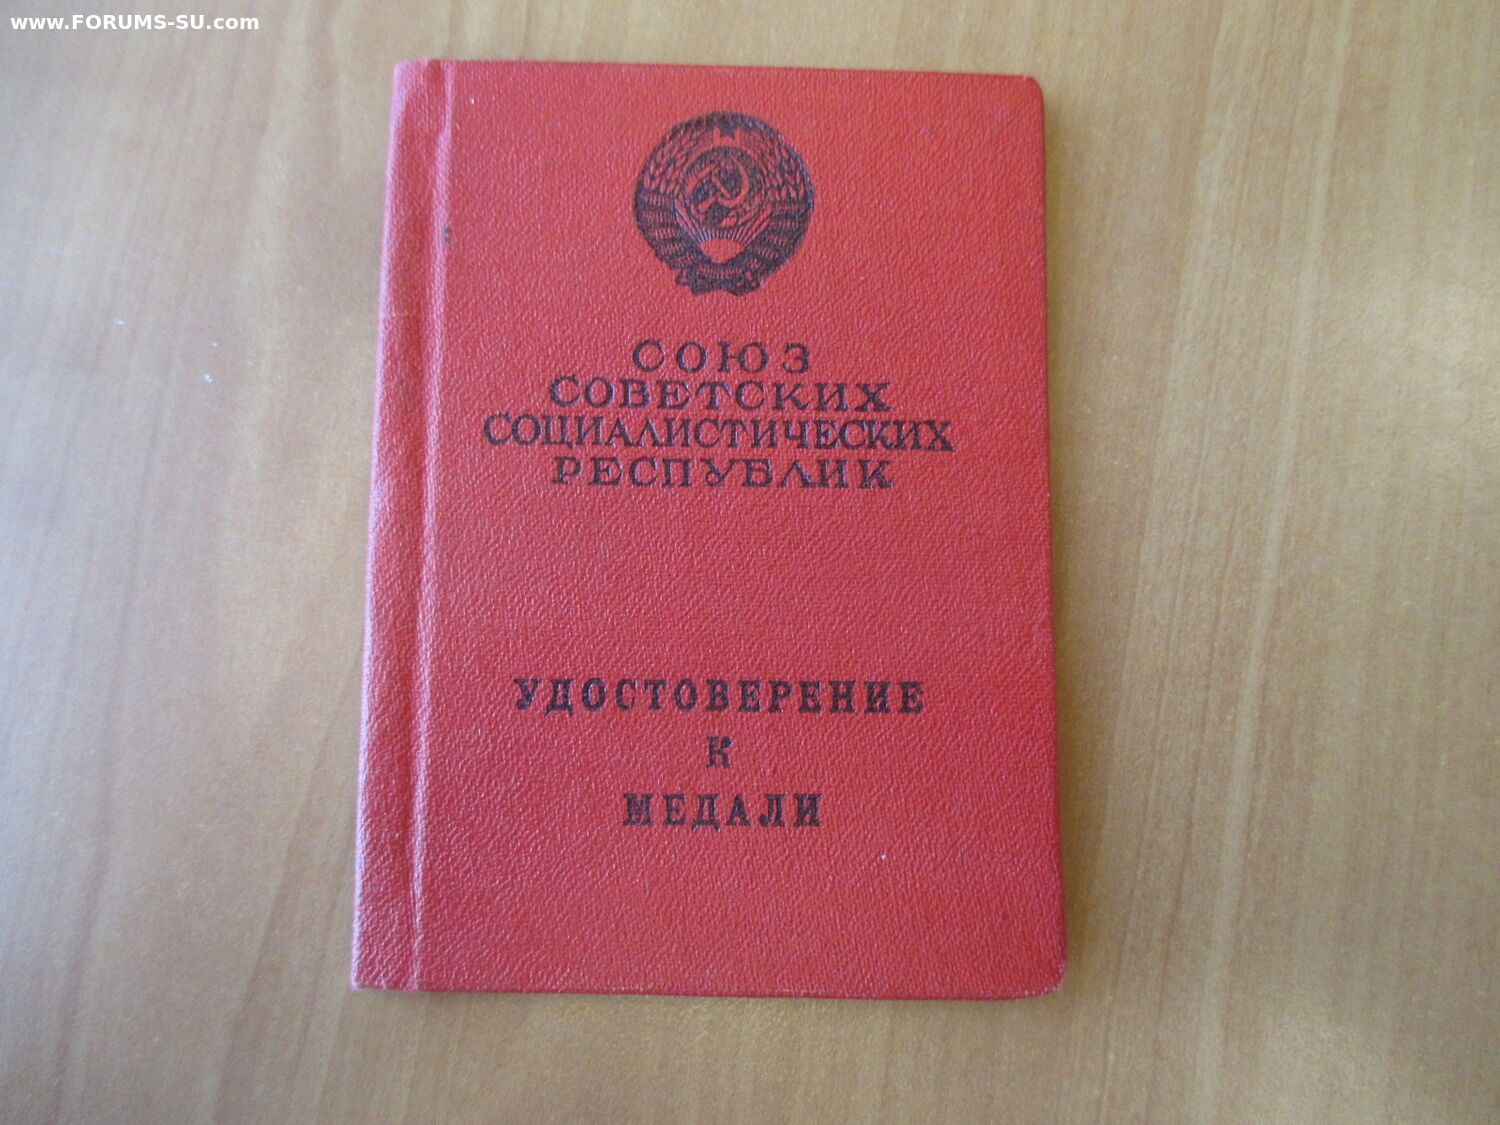 www.FORUMS-SU.com
СОЮЗ
СОВЕТСКИХ
СОЦИАЛИСТИЧЕСКИХ
РЕСПУБЛИК
УДОСТОВЕРЕНИЕ
К
МЕДАЛИ